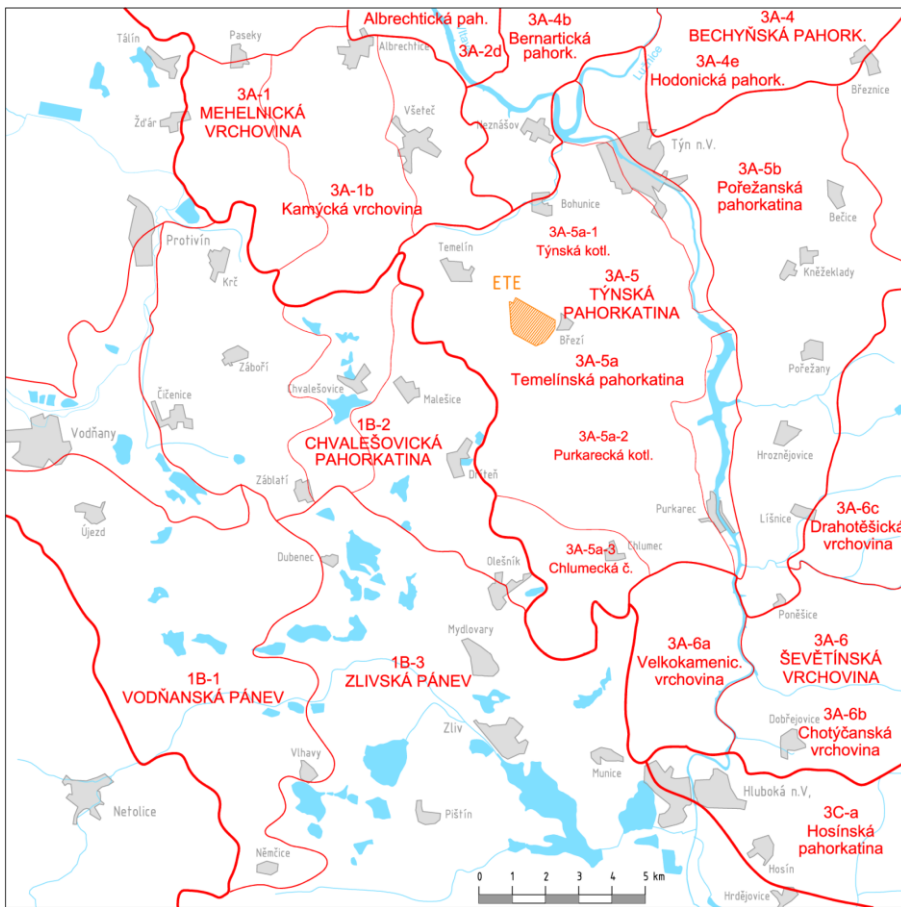 Albrechtická pah.
3A-4b
Bernartická
pahork.
3A-4
BECHYŇSKÁ PAHORK.
Tálín
Paseky
Albrechtice
3A-2d
Lužnice
3A-4e
Hodonická pahork.
Březnice
3A-1
MEHELNICKÁ
VRCHOVINA
Všeteč
Žďár
Neznášov
Týn n.V.
3A-5b
Pořežanská
pahorkatina
3A-1b
Kamýcká vrchovina
Bohunice
Bečice
Protivín
Krč
Temelín
3A-5a-1
Týnská kotl.
Kněžeklady
ETE
3A-5
TÝNSKÁ
PAHORKATINA
Březí
Záboří
Chvalešovice
Malešice
3A-5a
Temelínská pahorkatina
Pořežany
Číčenice
Vodňany
1B-2
CHVALEŠOVICKÁ
PAHORKATINA
3A-5a-2
Purkarecká kotl.
Hroznějovice
Záblatí
Dříteň
Purkarec
Líšnice
3A-6c
Drahotěšická
vrchovina
Újezd
Dubenec
Olešník
3A-5a-3
Chlumecká č.
Chlumec
Poněšice
Mydlovary
3A-6a
Velkokamenic.
vrchovina
3A-6
ŠEVĚTÍNSKÁ
VRCHOVINA
1B-1
VODŇANSKÁ PÁNEV
1B-3
ZLIVSKÁ PÁNEV
3A-6b
Dobřejovice
Chotýčanská
vrchovina
Zliv
Vlhavy
Munice
Hluboká n.V,
Netolice
Pištín
3C-a
Hosínská
pahorkatina
Němčice
Hosín
0 1 2 3 4 5 km
Hrdějovice